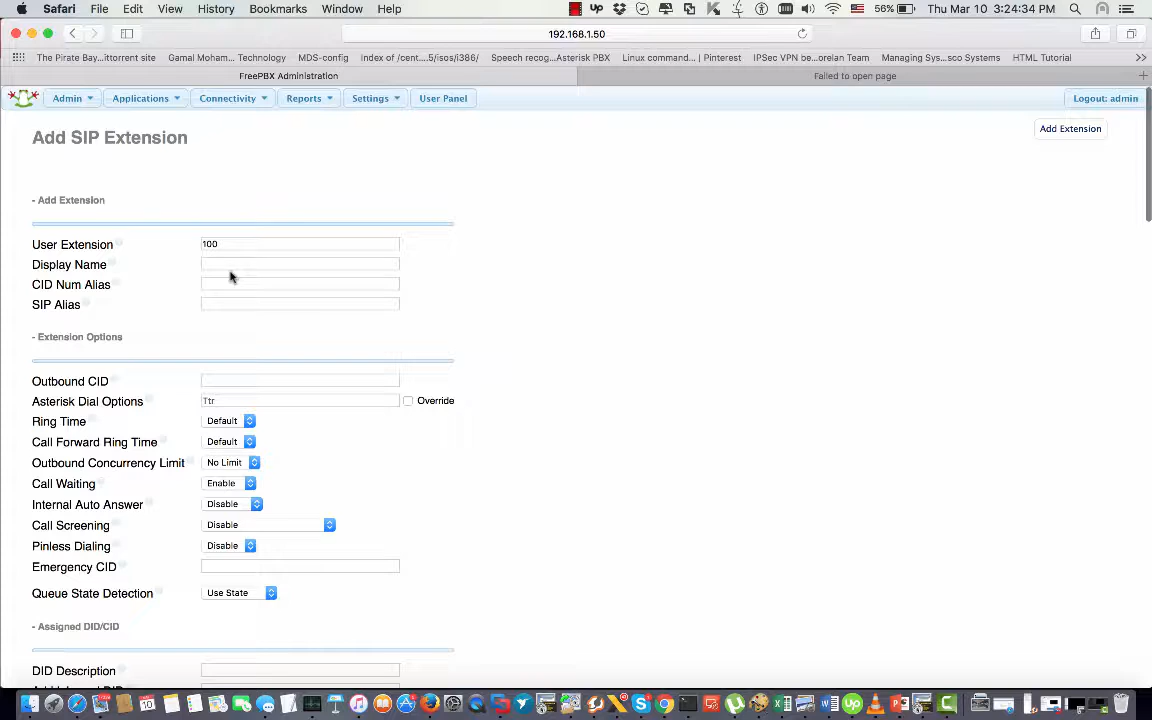 Safari File Edit View History Bookmarks Window Help 56% Thu Mar 10 3:24:34 PM
192.168.1.50
The Pirate Bay...ittorrent site Gamal Moham... Technology MDS-config Index of /cent....5/isos/i386/ Speech recog...Asterisk PBX Linux command... | Pinterest IPSec VPN be...orelan Team Managing Sys...sco Systems HTML Tutorial
FreePBX Administration Failed to open page
Admin Applications Connectivity Reports Settings User Panel Logout: admin
Add SIP Extension
Add Extension
- Add Extension
User Extension 100
Display Name
CID Num Alias
SIP Alias
- Extension Options
Outbound CID
Asterisk Dial Options Ttr Override
Ring Time Default
Call Forward Ring Time Default
Outbound Concurrency Limit No Limit
Call Waiting Enable
Internal Auto Answer Disable
Call Screening Disable
Pinless Dialing Disable
Emergency CID
Queue State Detection Use State
- Assigned DID/CID
DID Description